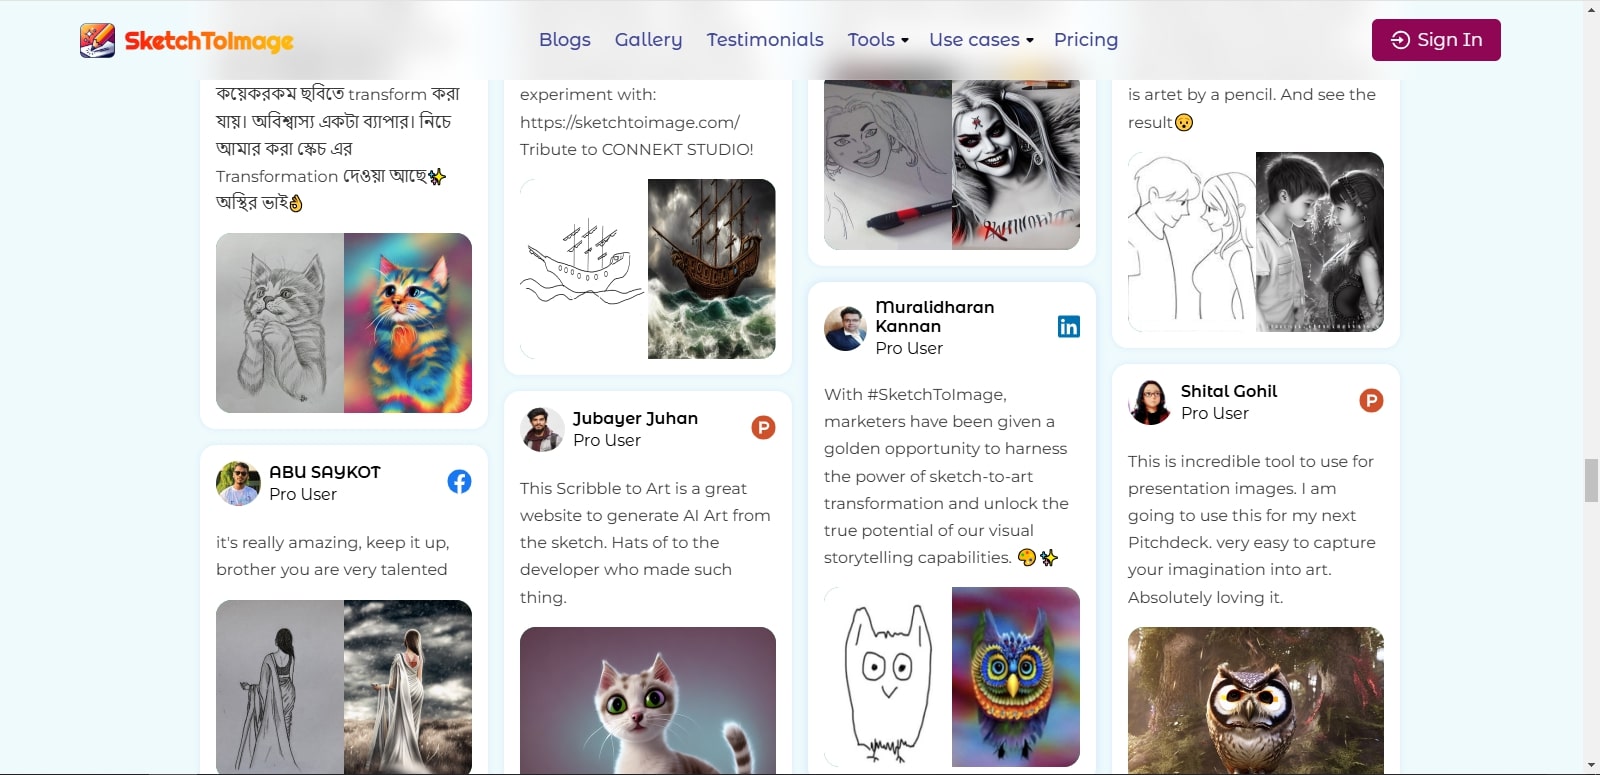 SketchToImage
Blogs
Gallery
Testimonials
Tools
Use cases
Pricing
Sign In
কয়েকরকম ছবিতে transform করা
যায়। অবিশ্বাস্য একটা ব্যাপার। নিচে
আমার করা স্কেচ এর
Transformation দেওয়া আছে✨
অস্থির ভাই👌
ABU SAYKOT
Pro User
it's really amazing, keep it up,
brother you are very talented
experiment with:
https://sketchtoimage.com/
Tribute to CONNEKT STUDIO!
Jubayer Juhan
Pro User
This Scribble to Art is a great
website to generate AI Art from
the sketch. Hats of to the
developer who made such
thing.
Muralidharan
Kannan
Pro User
in
With #SketchToImage,
marketers have been given a
golden opportunity to harness
the power of sketch-to-art
transformation and unlock the
true potential of our visual
storytelling capabilities. 🎨✨
is artet by a pencil. And see the
result😯
Shital Gohil
Pro User
P
This is incredible tool to use for
presentation images. I am
going to use this for my next
Pitchdeck. very easy to capture
your imagination into art.
Absolutely loving it.